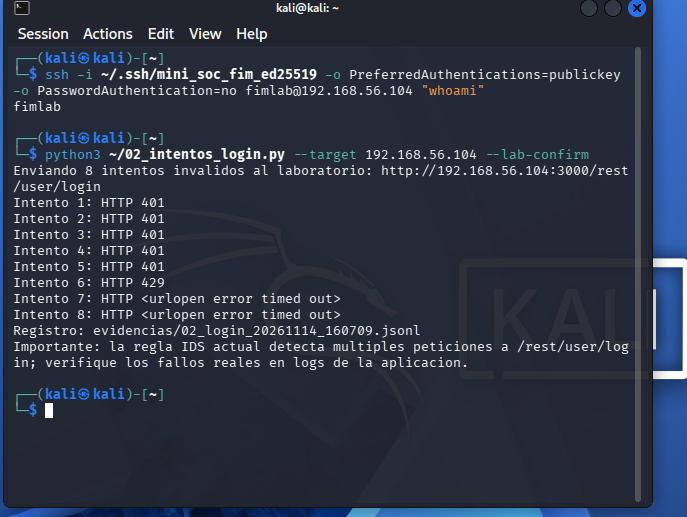 kali@kali: ~
Session Actions Edit View Help
┌──(kali㉿kali)-[~]
└─$ ssh -i ~/.ssh/mini_soc_fim_ed25519 -o PreferredAuthentications=publickey
-o PasswordAuthentication=no fimlab@192.168.56.104 "whoami"
fimlab
┌──(kali㉿kali)-[~]
└─$ python3 ~/02_intentos_login.py --target 192.168.56.104 --lab-confirm
Enviando 8 intentos invalidos al laboratorio: http://192.168.56.104:3000/rest
/user/login
Intento 1: HTTP 401
Intento 2: HTTP 401
Intento 3: HTTP 401
Intento 4: HTTP 401
Intento 5: HTTP 401
Intento 6: HTTP 429
Intento 7: HTTP <urlopen error timed out>
Intento 8: HTTP <urlopen error timed out>
Registro: evidencias/02_login_20261114_160709.jsonl
Importante: la regla IDS actual detecta multiples peticiones a /rest/user/log
in; verifique los fallos reales en logs de la aplicacion.
┌──(kali㉿kali)-[~]
└─$
KALI